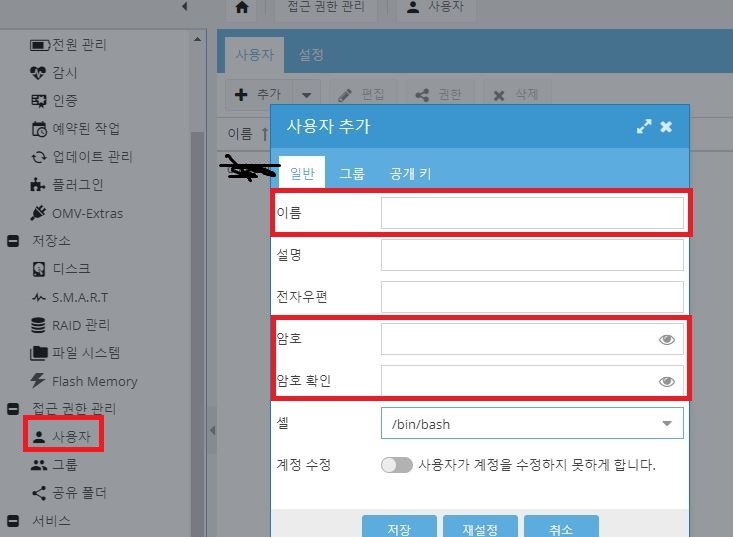 접근 권한 관리
사용자
전원 관리
감시
인증
예약된 작업
업데이트 관리
플러그인
OMV-Extras
저장소
디스크
S.M.A.R.T
RAID 관리
파일 시스템
Flash Memory
접근 권한 관리
사용자
그룹
공유 폴더
서비스
사용자 설정
추가 편집 권한 삭제
이름
사용자 추가
일반 그룹 공개 키
이름
설명
전자우편
암호
암호 확인
셸 /bin/bash
계정 수정 사용자가 계정을 수정하지 못하게 합니다.
저장 재설정 취소